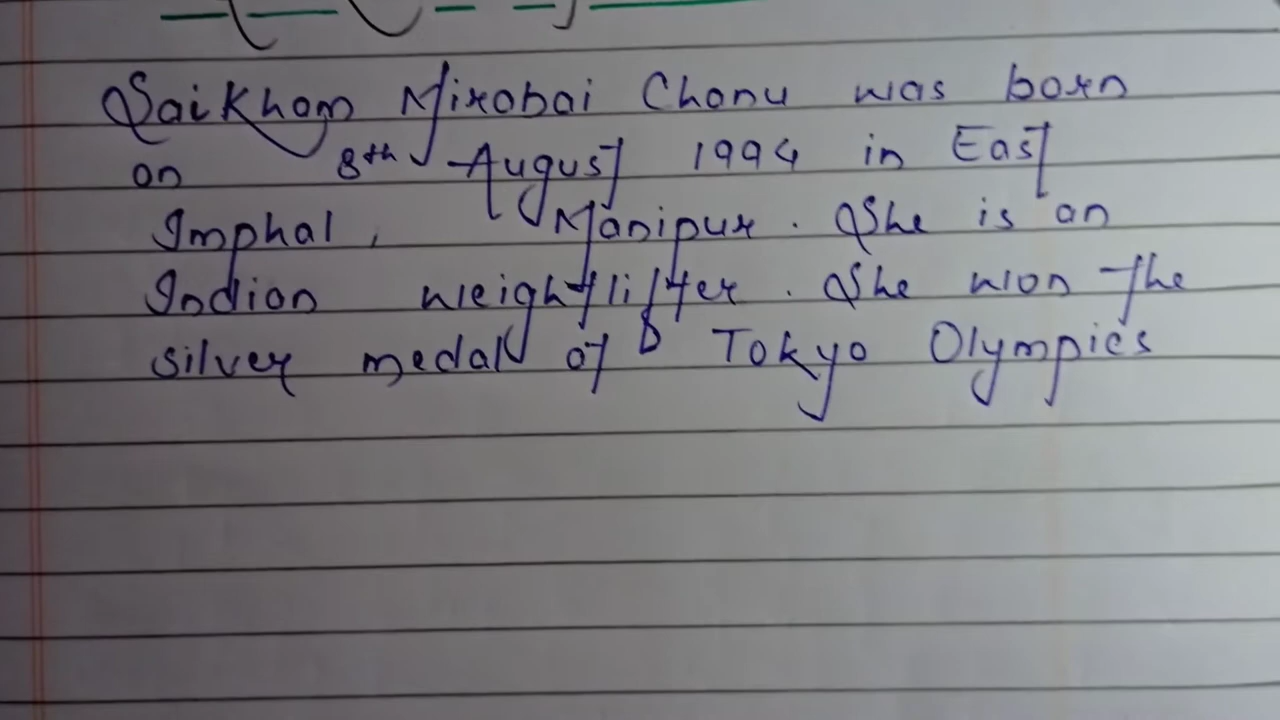 Saikhom Mirabai Chanu was born
on 8th August 1994 in East
Imphal, Manipur. She is an
Indian weightlifter. She won the
silver medal of Tokyo Olympics